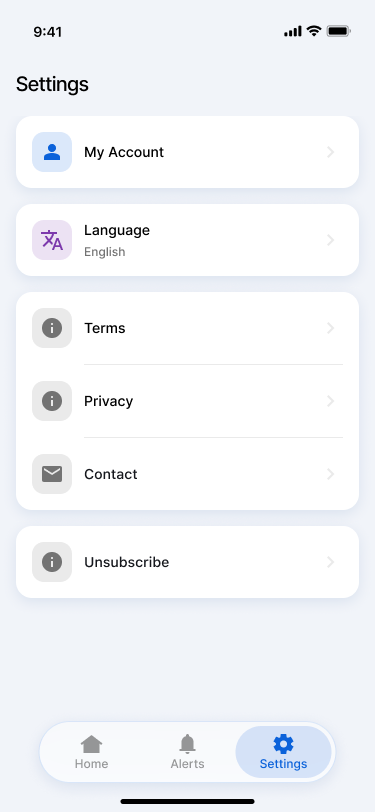 9:41
Settings
My Account
Language
English
Terms
Privacy
Contact
Unsubscribe
Home
Alerts
Settings